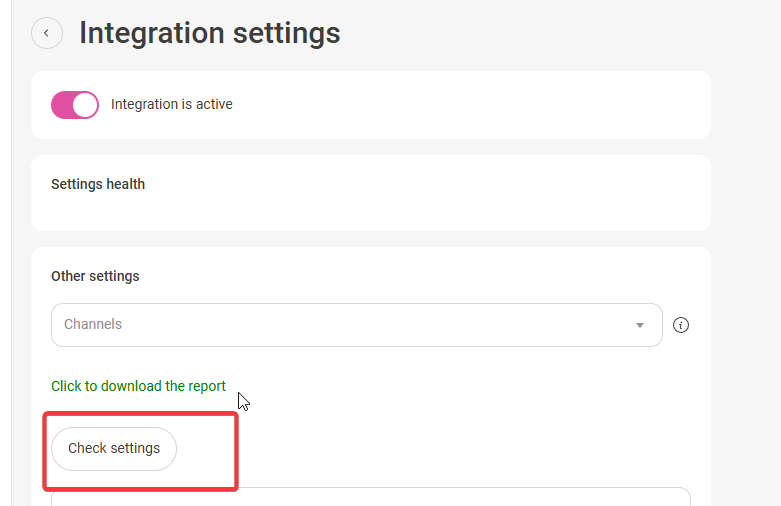 Integration settings
Integration is active
Settings health
Other settings
Channels
Click to download the report
Check settings